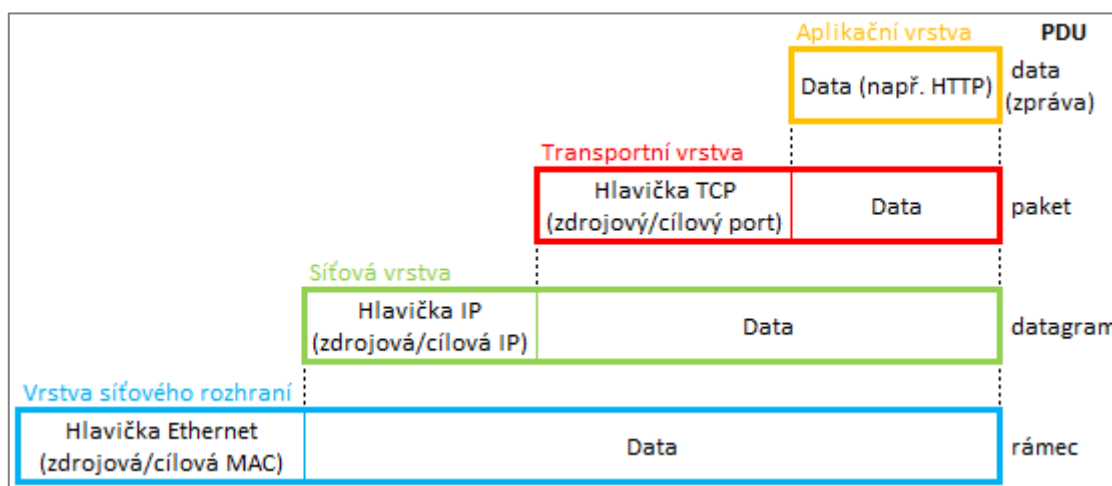 Aplikační vrstva
PDU
Data (např. HTTP)
data
(zpráva)
Transportní vrstva
Hlavička TCP
(zdrojový/cílový port)
Data
paket
Síťová vrstva
Hlavička IP
(zdrojová/cílová IP)
Data
datagram
Vrstva síťového rozhraní
Hlavička Ethernet
(zdrojová/cílová MAC)
Data
rámec